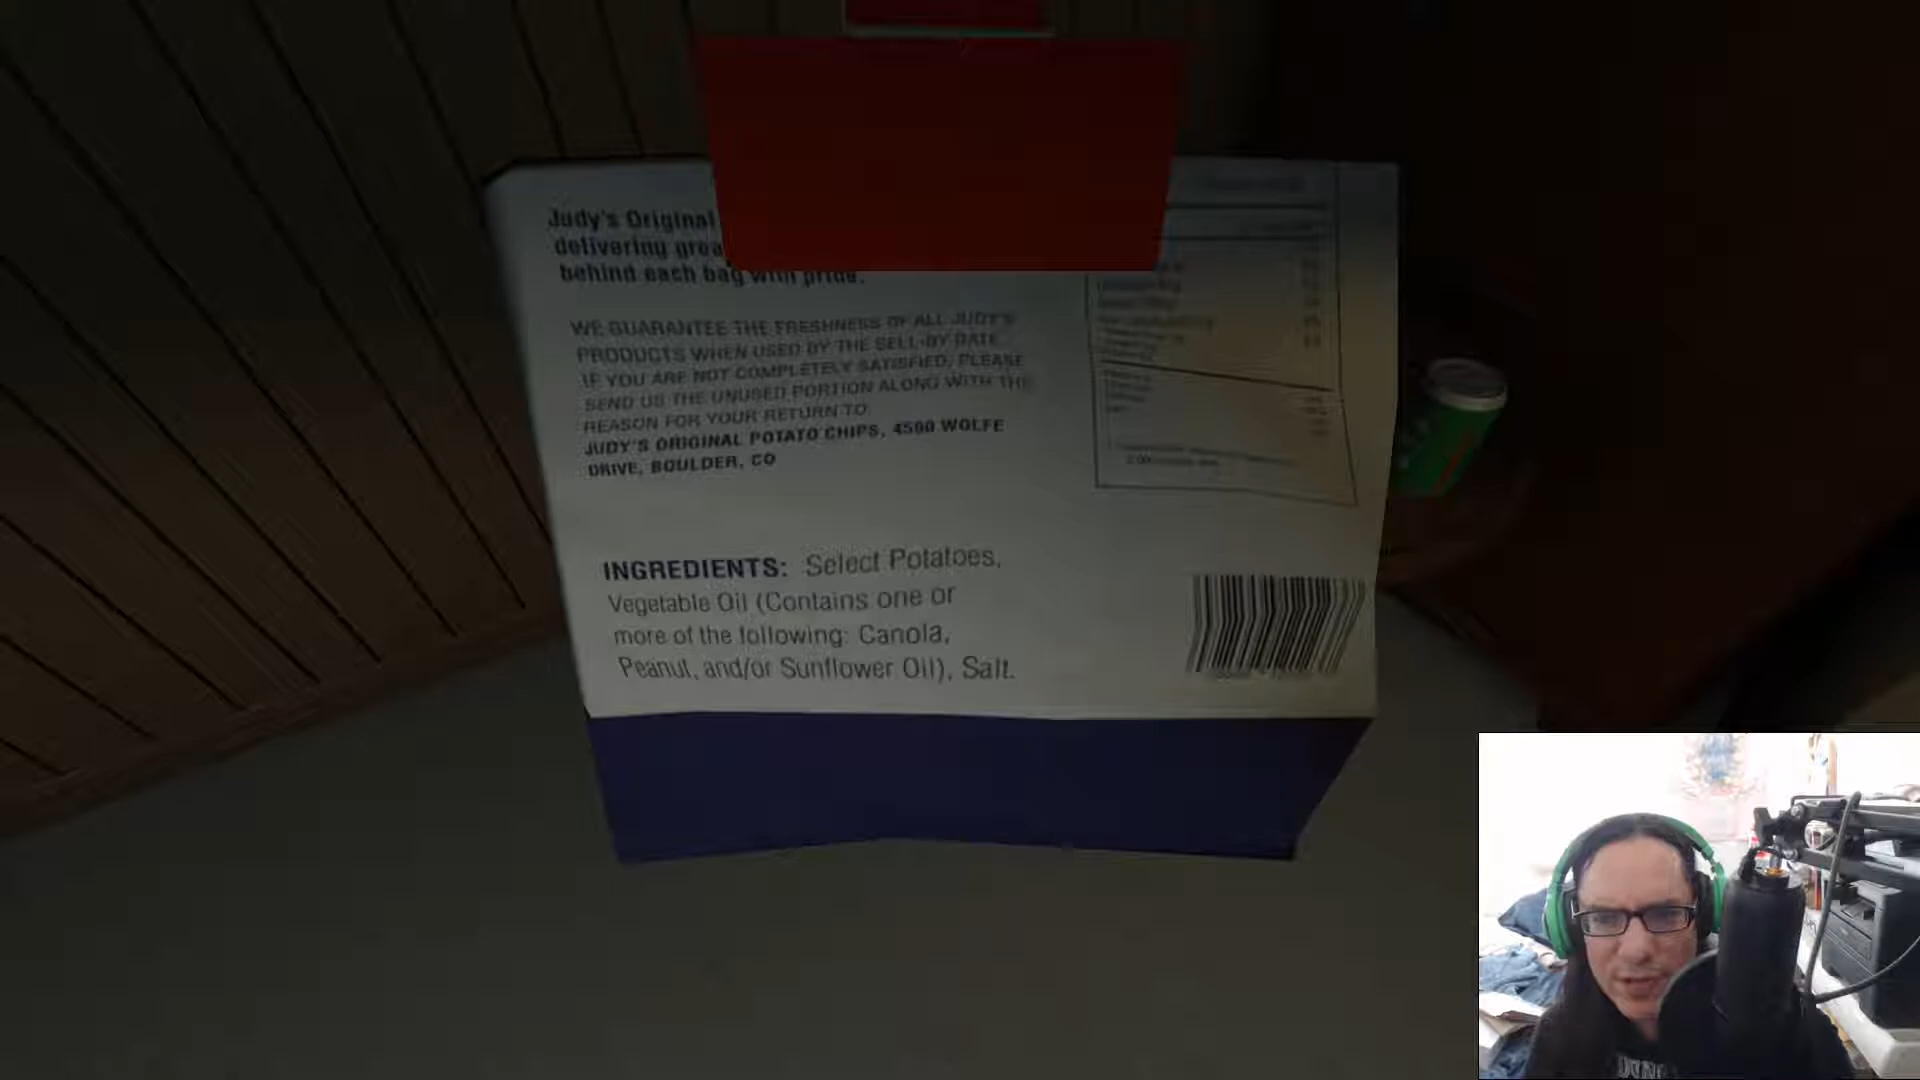 Judy's Original
delivering grea
behind each bag with pride.
WE GUARANTEE THE FRESHNESS OF ALL JUDY'S
PRODUCTS WHEN USED BY THE SELL-BY DATE.
IF YOU ARE NOT COMPLETELY SATISFIED, PLEASE
SEND US THE UNUSED PORTION ALONG WITH THE
REASON FOR YOUR RETURN TO
JUDY'S ORIGINAL POTATO CHIPS, 4500 WOLFE
DRIVE, BOULDER, CO
INGREDIENTS: Select Potatoes,
Vegetable Oil (Contains one or
more of the following: Canola,
Peanut, and/or Sunflower Oil), Salt.